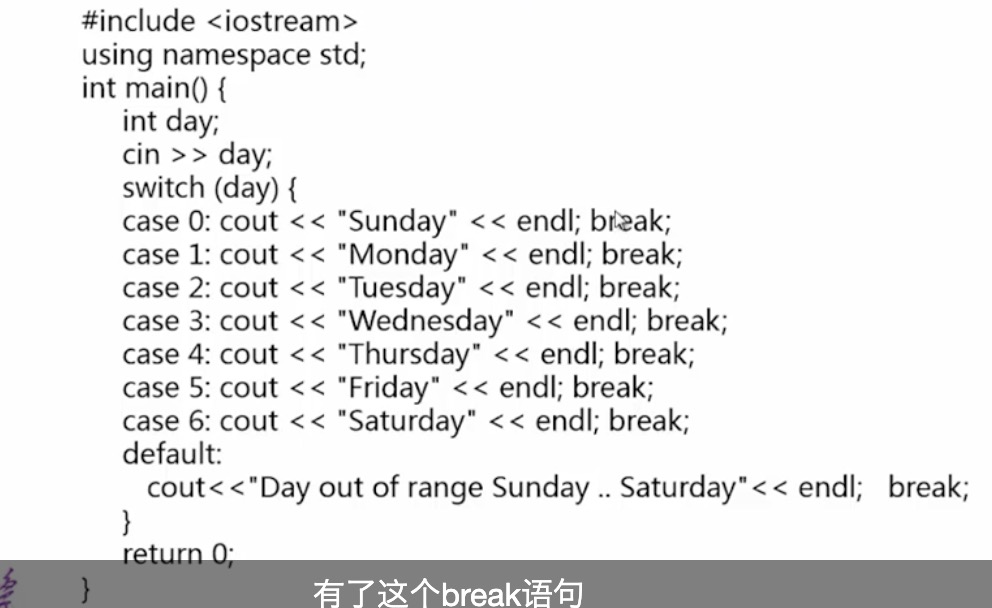 #include <iostream>
using namespace std;
int main() {
int day;
cin >> day;
switch (day) {
case 0: cout << "Sunday" << endl; break;
case 1: cout << "Monday" << endl; break;
case 2: cout << "Tuesday" << endl; break;
case 3: cout << "Wednesday" << endl; break;
case 4: cout << "Thursday" << endl; break;
case 5: cout << "Friday" << endl; break;
case 6: cout << "Saturday" << endl; break;
default:
cout<<"Day out of range Sunday .. Saturday"<< endl; break;
}
return 0;
}
有了这个break语句